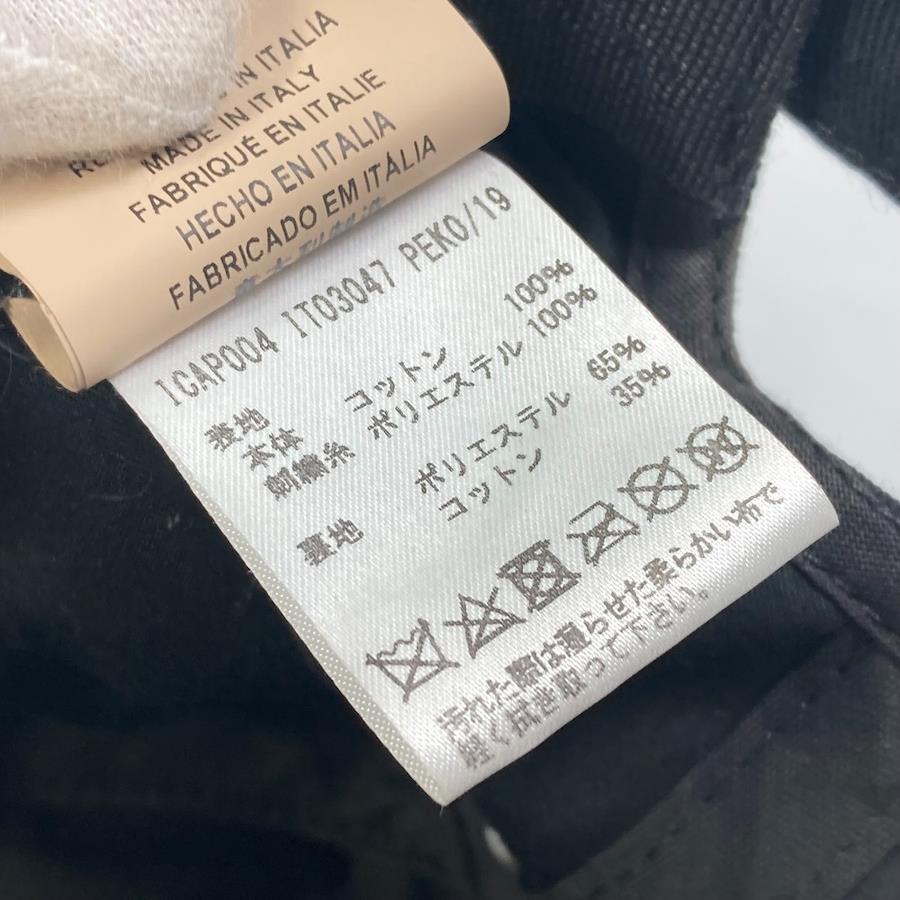 IN ITALIA
MADE IN ITALY
FABRIQUÉ EN ITALIE
HECHO EN ITALIA
FABRICADO EM ITÁLIA
ICAP004 IT03047 PEKO/19
表地
本体 コットン 100%
刺繍糸 ポリエステル 100%
裏地 ポリエステル 65%
コットン 35%
汚れた際は湿らせた柔らかい布で
軽く拭き取って下さい。